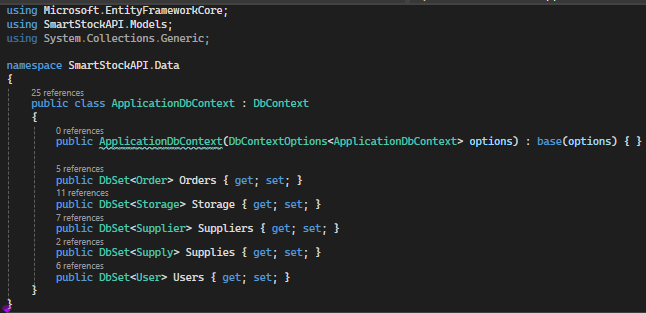 using Microsoft.EntityFrameworkCore;
using SmartStockAPI.Models;
using System.Collections.Generic;
namespace SmartStockAPI.Data
{
25 references
public class ApplicationDbContext : DbContext
{
0 references
public ApplicationDbContext(DbContextOptions<ApplicationDbContext> options) : base(options) { }
5 references
public DbSet<Order> Orders { get; set; }
11 references
public DbSet<Storage> Storage { get; set; }
7 references
public DbSet<Supplier> Suppliers { get; set; }
2 references
public DbSet<Supply> Supplies { get; set; }
6 references
public DbSet<User> Users { get; set; }
}
}